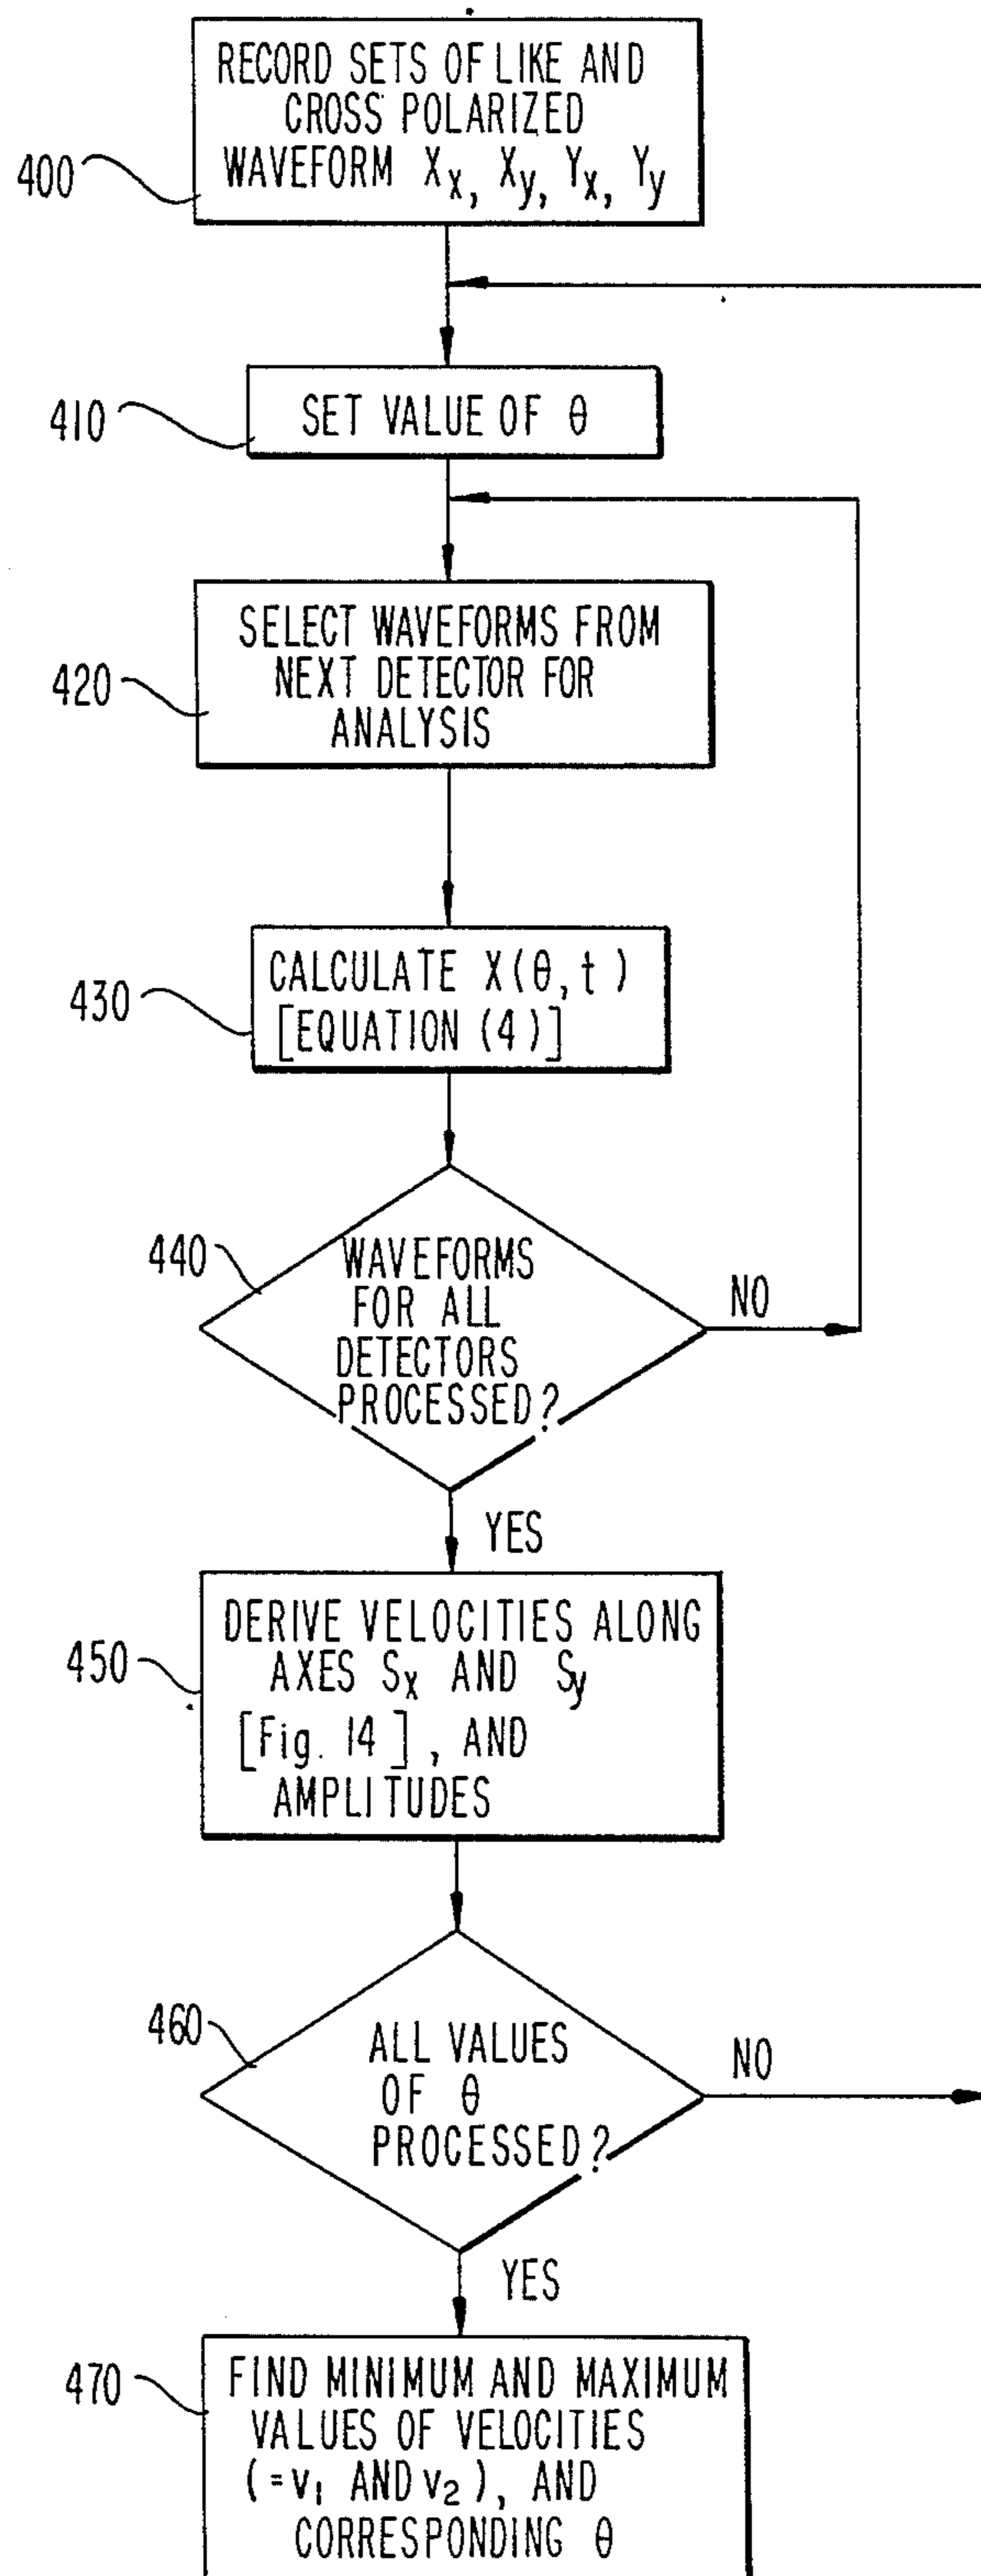 RECORD SETS OF LIKE AND
CROSS POLARIZED
WAVEFORM Xx, Xy, Yx, Yy
400
SET VALUE OF θ
410
SELECT WAVEFORMS FROM
NEXT DETECTOR FOR
ANALYSIS
420
CALCULATE X(θ,t)
[EQUATION (4)]
430
WAVEFORMS
FOR ALL
DETECTORS
PROCESSED?
440
NO
YES
DERIVE VELOCITIES ALONG
AXES Sx AND Sy
[Fig. 14], AND
AMPLITUDES
450
ALL VALUES
OF θ
PROCESSED?
460
NO
YES
FIND MINIMUM AND MAXIMUM
VALUES OF VELOCITIES
(=v1 AND v2), AND
CORRESPONDING θ
470